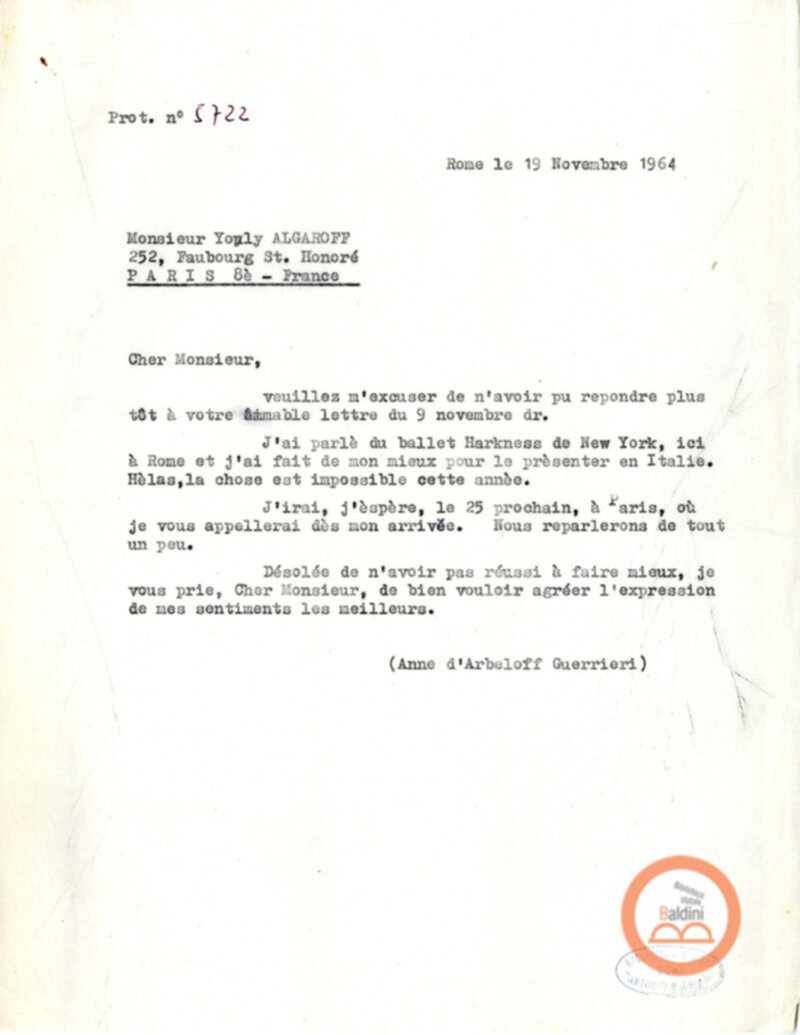 Prot. n° 5722
Rome le 19 Novembre 1964
Monsieur Youly ALGAROFF
252, Faubourg St. Honoré
P A R I S 8è - France
Cher Monsieur,
veuillez m'excuser de n'avoir pu repondre plus
tôt à votre aimable lettre du 9 novembre dr.
J'ai parlè du ballet Harkness de New York, ici
à Rome et j'ai fait de mon mieux pour le prèsenter en Italie.
Hèlas,la chose est impossible cette annèe.
J'irai, j'èspère, le 25 prochain, à Paris, où
je vous appellerai dès mon arrivée. Nous reparlerons de tout
un peu.
Désolée de n'avoir pas réussi à faire mieux, je
vous prie, Cher Monsieur, de bien vouloir agréer l'expression
de mes sentiments les meilleurs.
(Anne d'Arbeloff Guerrieri)
Biblioteca
statale
Baldini